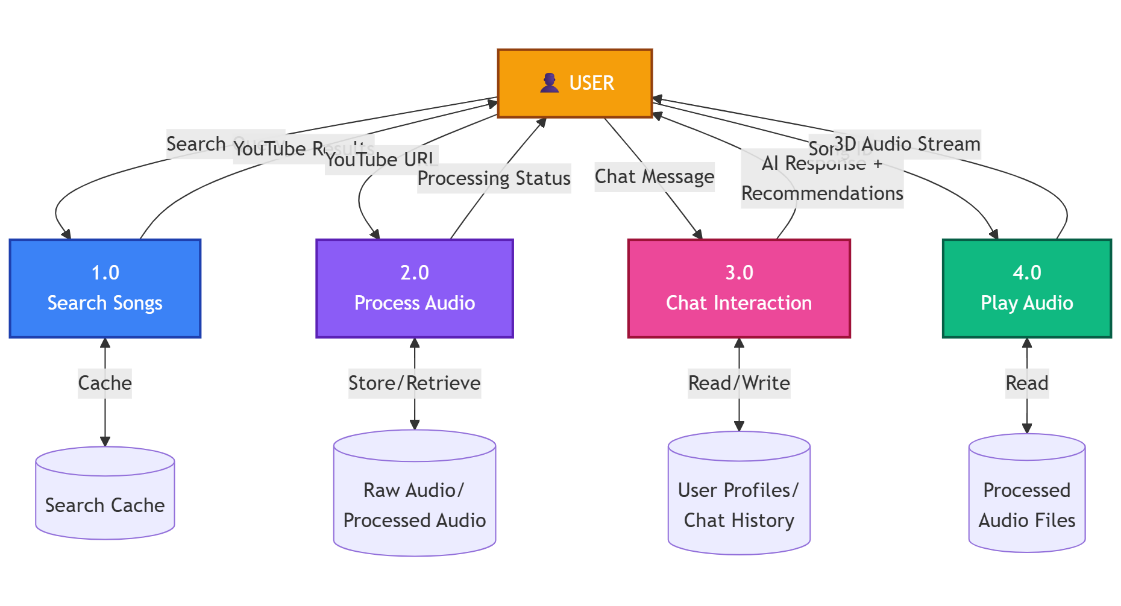 USER
Search
YouTube Results
YouTube URL
Processing Status
Chat Message
3D Audio Stream
AI Response +
Recommendations
1.0
Search Songs
2.0
Process Audio
3.0
Chat Interaction
4.0
Play Audio
Cache
Store/Retrieve
Read/Write
Read
Search Cache
Raw Audio/
Processed Audio
User Profiles/
Chat History
Processed
Audio Files